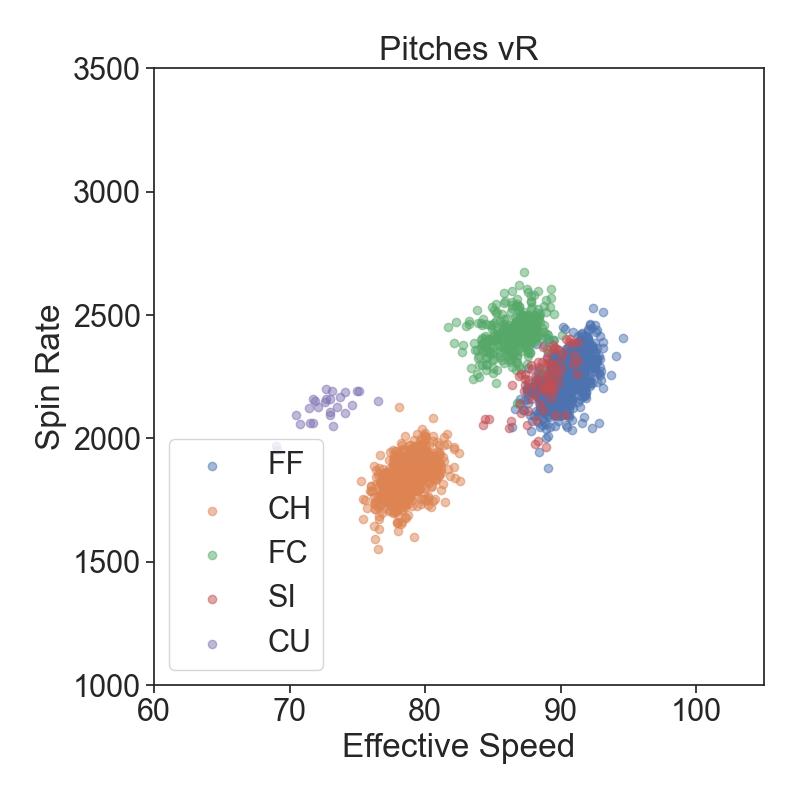 Pitches vR
3500
3000
2500
2000
1500
1000
Spin Rate
FF
CH
FC
SI
CU
60 70 80 90 100
Effective Speed